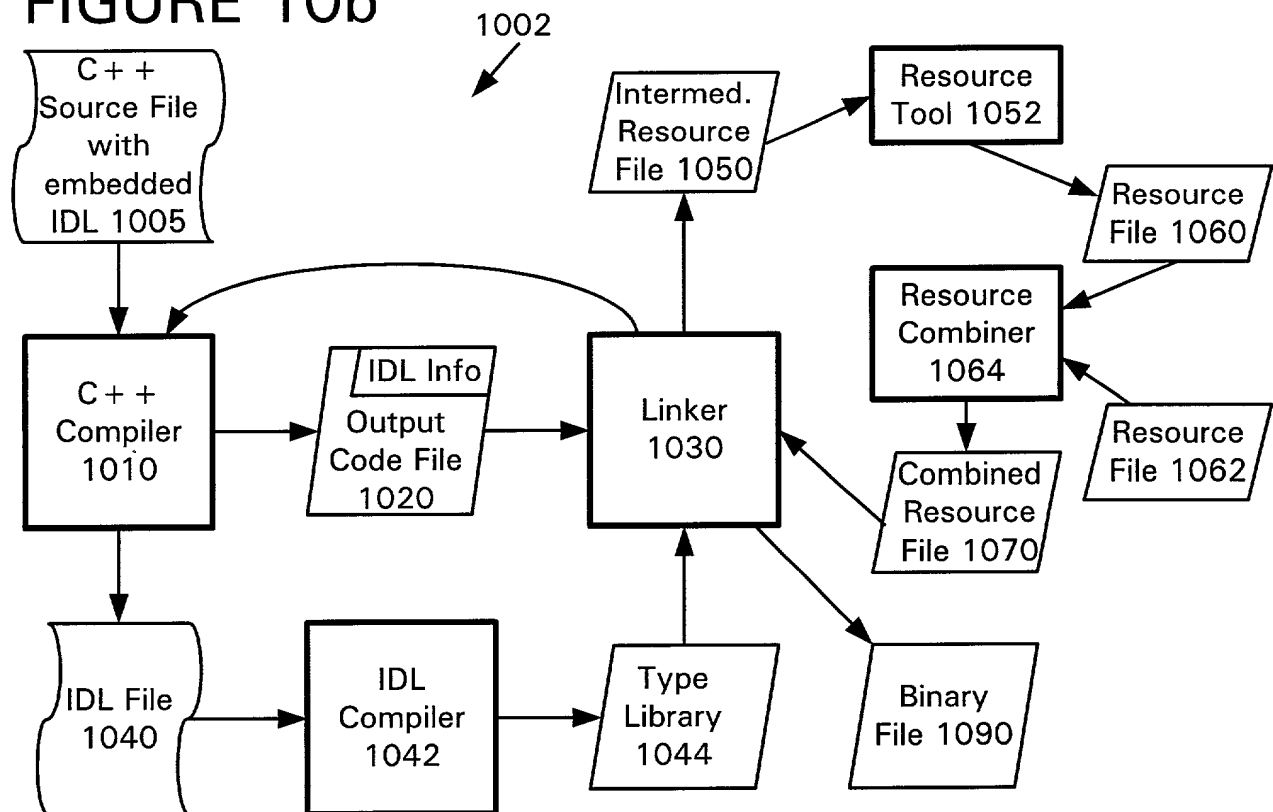 FIGURE 10b
1002
C++
Source File
with
embedded
IDL 1005
Intermed.
Resource
File 1050
Resource
Tool 1052
Resource
File 1060
Resource
Combiner
1064
Resource
File 1062
Combined
Resource
File 1070
C++
Compiler
1010
IDL Info
Output
Code File
1020
Linker
1030
IDL File
1040
IDL
Compiler
1042
Type
Library
1044
Binary
File 1090